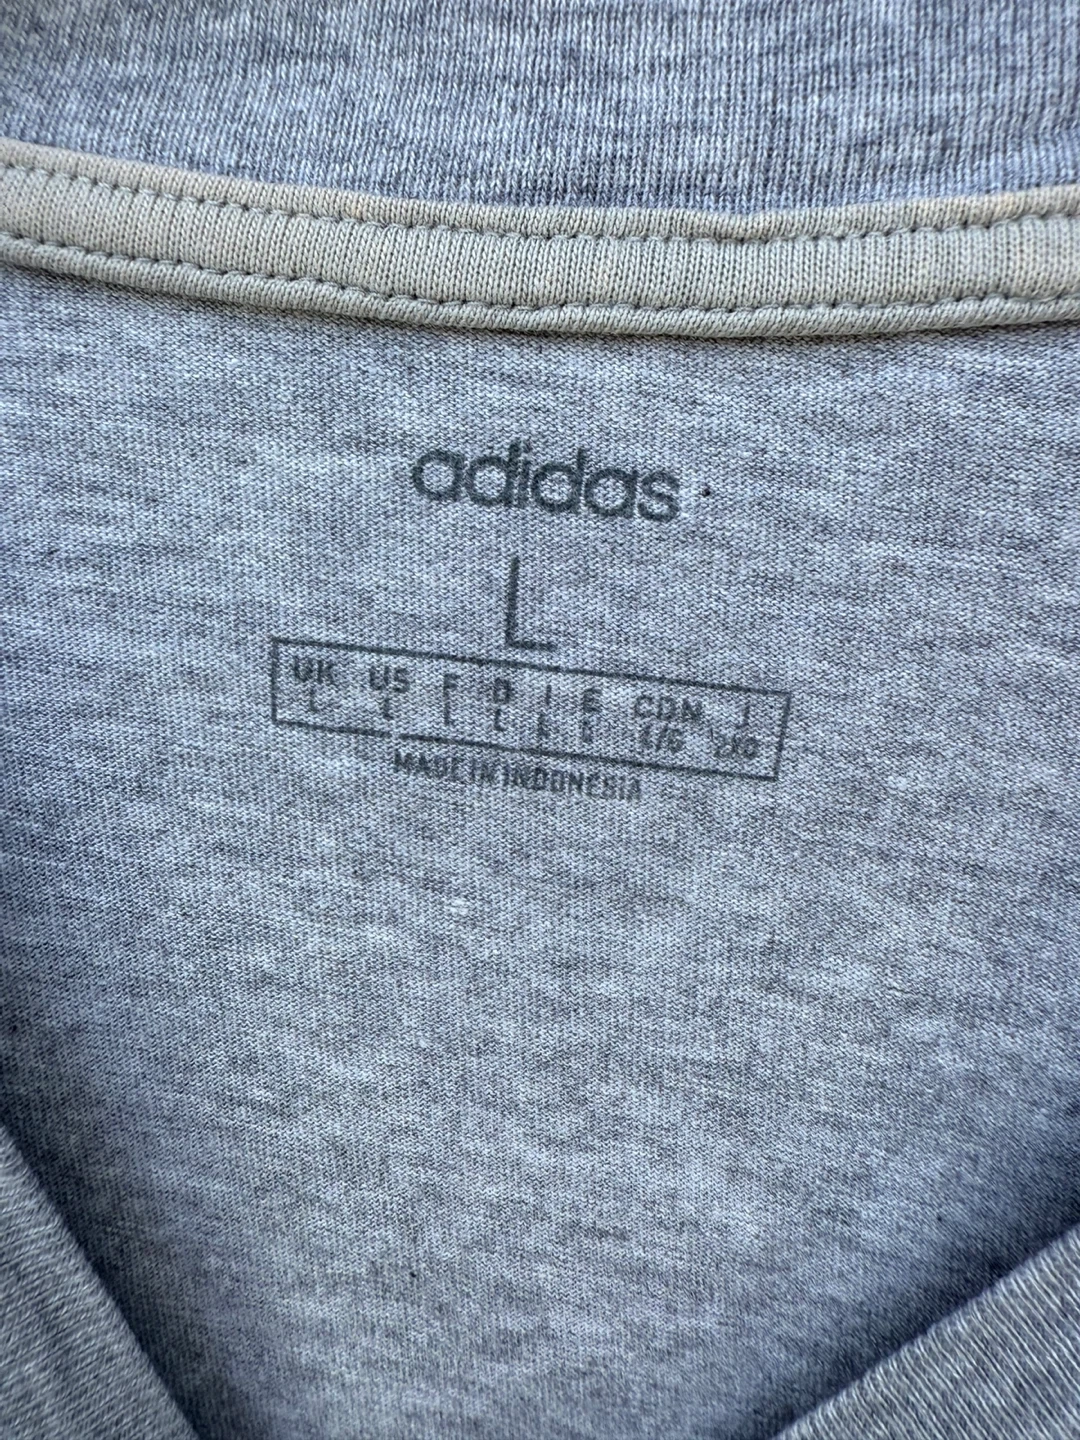 adidas
L
UK US F D I E CDN J
L L L L L L L/G 2XO
MADE IN INDONESIA